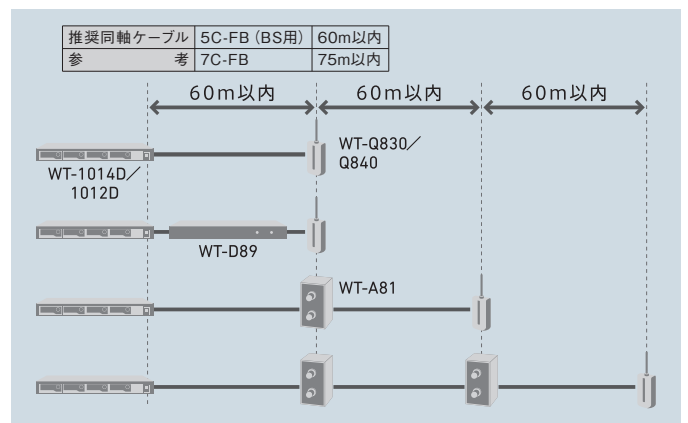 推奨同軸ケーブル 5C-FB（BS用） 60m以内
参考 7C-FB 75m以内
60m以内 60m以内 60m以内
WT-Q830／
Q840
WT-1014D／
1012D
WT-D89
WT-A81